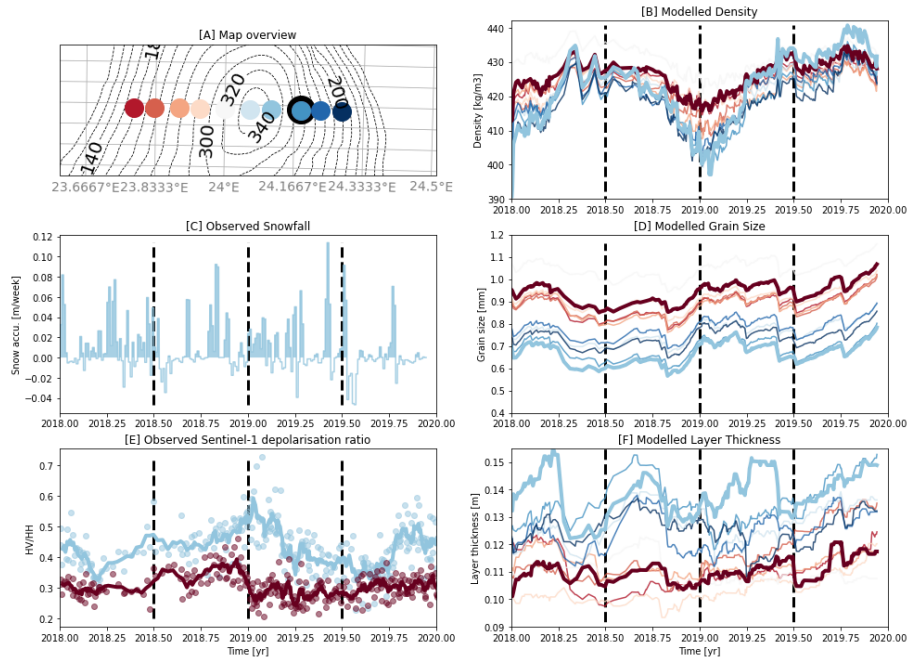 [A] Map overview
18
320
200
340
300
140
23.6667°E
23.8333°E
24°E
24.1667°E
24.3333°E
24.5°E
[B] Modelled Density
Density [kg/m3]
440
430
420
410
400
390
2018.00 2018.25 2018.50 2018.75 2019.00 2019.25 2019.50 2019.75 2020.00
[C] Observed Snowfall
Snow accu. [m/week]
0.12
0.10
0.08
0.06
0.04
0.02
0.00
−0.02
−0.04
2018.00 2018.25 2018.50 2018.75 2019.00 2019.25 2019.50 2019.75 2020.00
[D] Modelled Grain Size
Grain size [mm]
1.2
1.1
1.0
0.9
0.8
0.7
0.6
0.5
0.4
2018.00 2018.25 2018.50 2018.75 2019.00 2019.25 2019.50 2019.75 2020.00
[E] Observed Sentinel-1 depolarisation ratio
HV/HH
0.7
0.6
0.5
0.4
0.3
0.2
2018.00 2018.25 2018.50 2018.75 2019.00 2019.25 2019.50 2019.75 2020.00
Time [yr]
[F] Modelled Layer Thickness
Layer thickness [m]
0.15
0.14
0.13
0.12
0.11
0.10
0.09
2018.00 2018.25 2018.50 2018.75 2019.00 2019.25 2019.50 2019.75 2020.00
Time [yr]